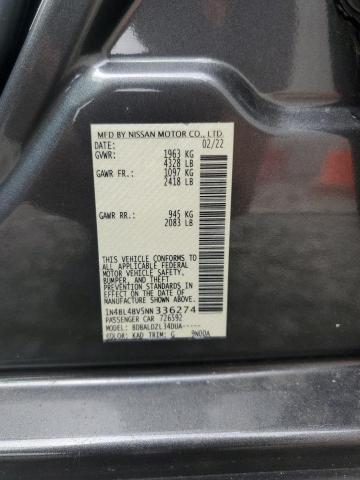 MFD BY NISSAN MOTOR CO., LTD.
DATE: 02/22
GVWR: 1963 KG
4328 LB
GAWR FR.: 1097 KG
2418 LB
GAWR RR.: 945 KG
2083 LB
THIS VEHICLE CONFORMS TO
ALL APPLICABLE FEDERAL
MOTOR VEHICLE SAFETY,
BUMPER, AND THEFT
PREVENTION STANDARDS IN
EFFECT ON THE DATE OF
MANUFACTURE SHOWN ABOVE.
1N4BL4BV5NN336274
PASSENGER CAR 726592
MODEL: BDBALDZL34DUA-----
COLOR: KAD TRIM: G 9N00A